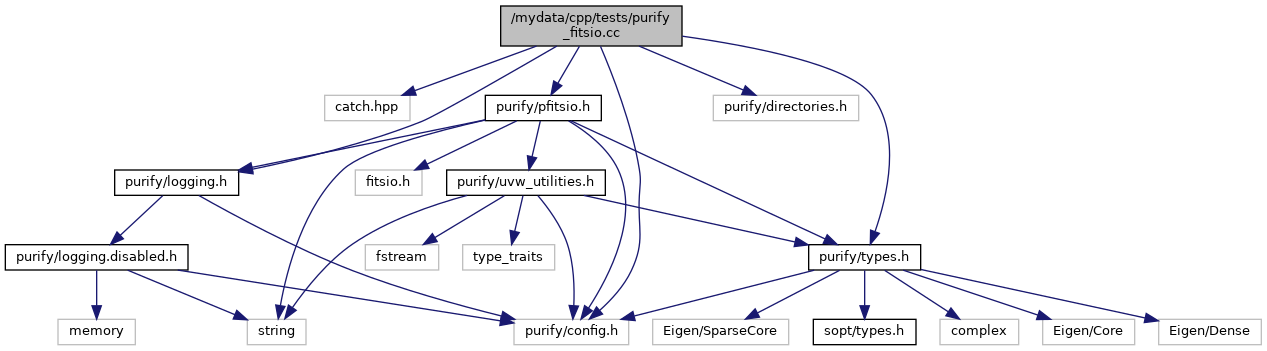 /mydata/cpp/tests/purify
_fitsio.cc
catch.hpp
purify/pfitsio.h
purify/directories.h
purify/logging.h
fitsio.h
purify/uvw_utilities.h
purify/logging.disabled.h
fstream
type_traits
purify/types.h
memory
string
purify/config.h
Eigen/SparseCore
sopt/types.h
complex
Eigen/Core
Eigen/Dense